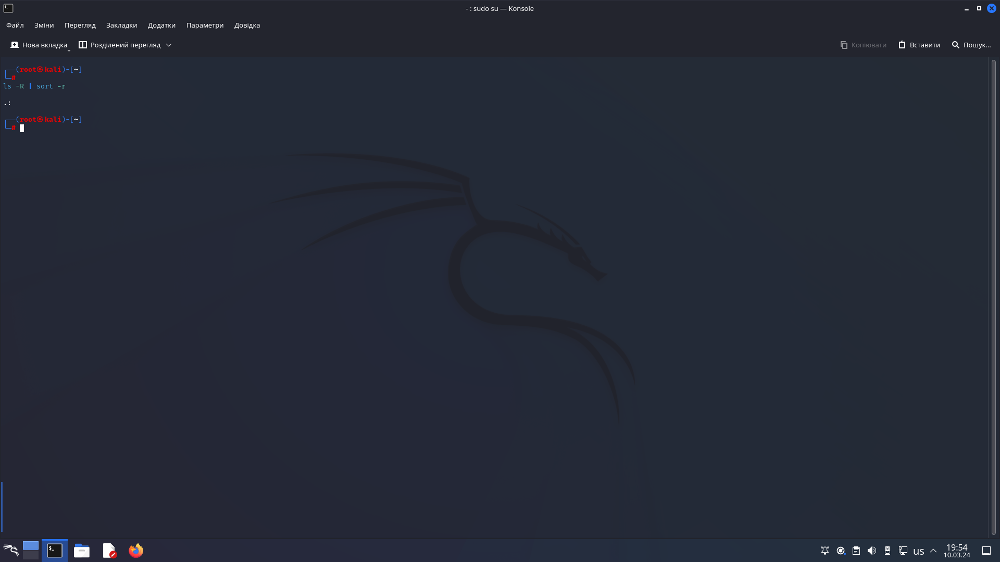 - : sudo su — Konsole
Файл Зміни Перегляд Закладки Додатки Параметри Довідка
Нова вкладка Розділений перегляд Копіювати Вставити Пошук...
┌──(root㉿kali)-[~]
└─#
ls -R | sort -r
.:
┌──(root㉿kali)-[~]
└─#
us 19:54
10.03.24